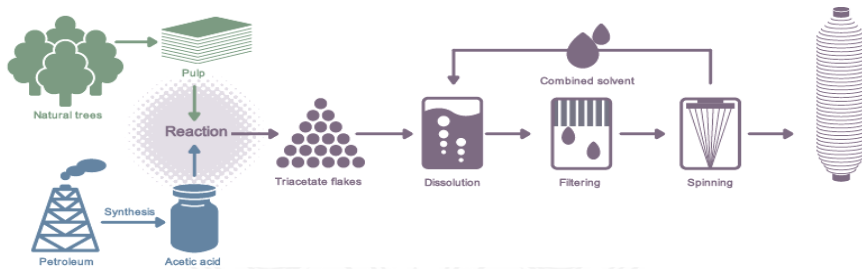 Natural trees
Pulp
Reaction
Petroleum
Synthesis
Acetic acid
Triacetate flakes
Dissolution
Combined solvent
Filtering
Spinning